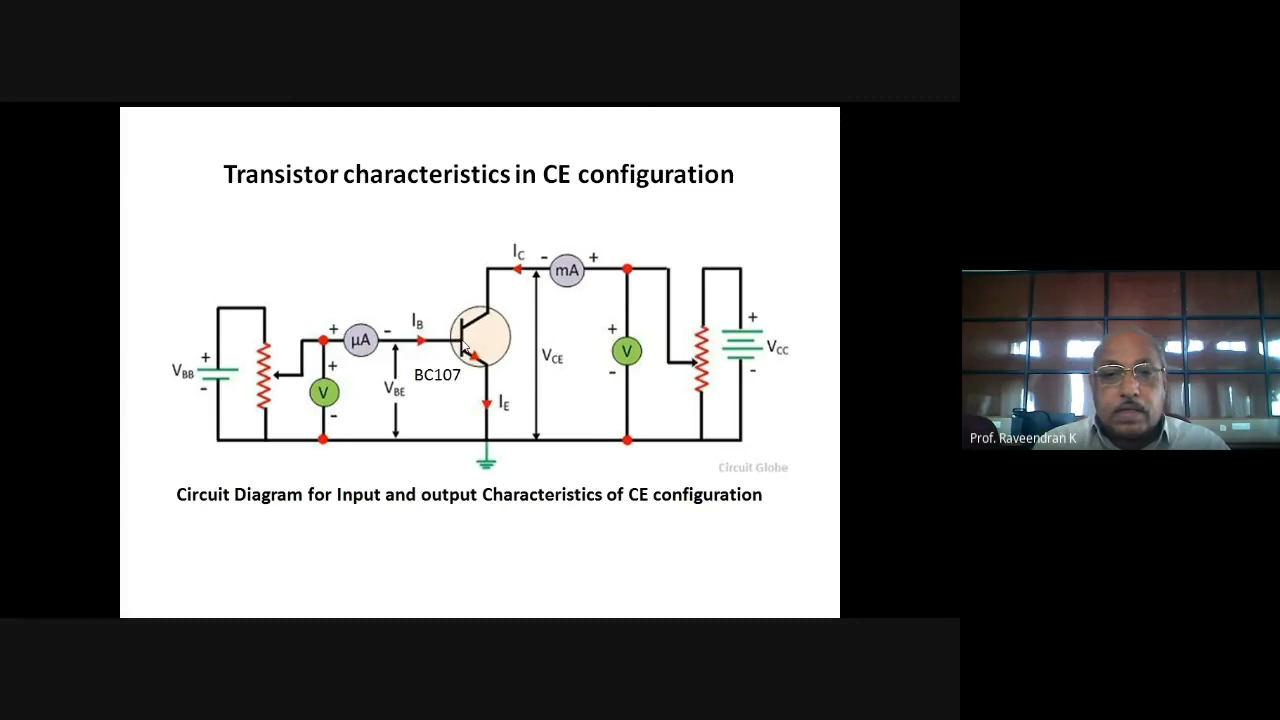 Transistor characteristics in CE configuration
IC
-
mA
+
+
µA
-
IB
VBB
+
-
+
V
-
VBE
BC107
IE
VCE
+
V
-
+
VCC
-
Circuit Globe
Circuit Diagram for Input and output Characteristics of CE configuration
Prof. Raveendran K